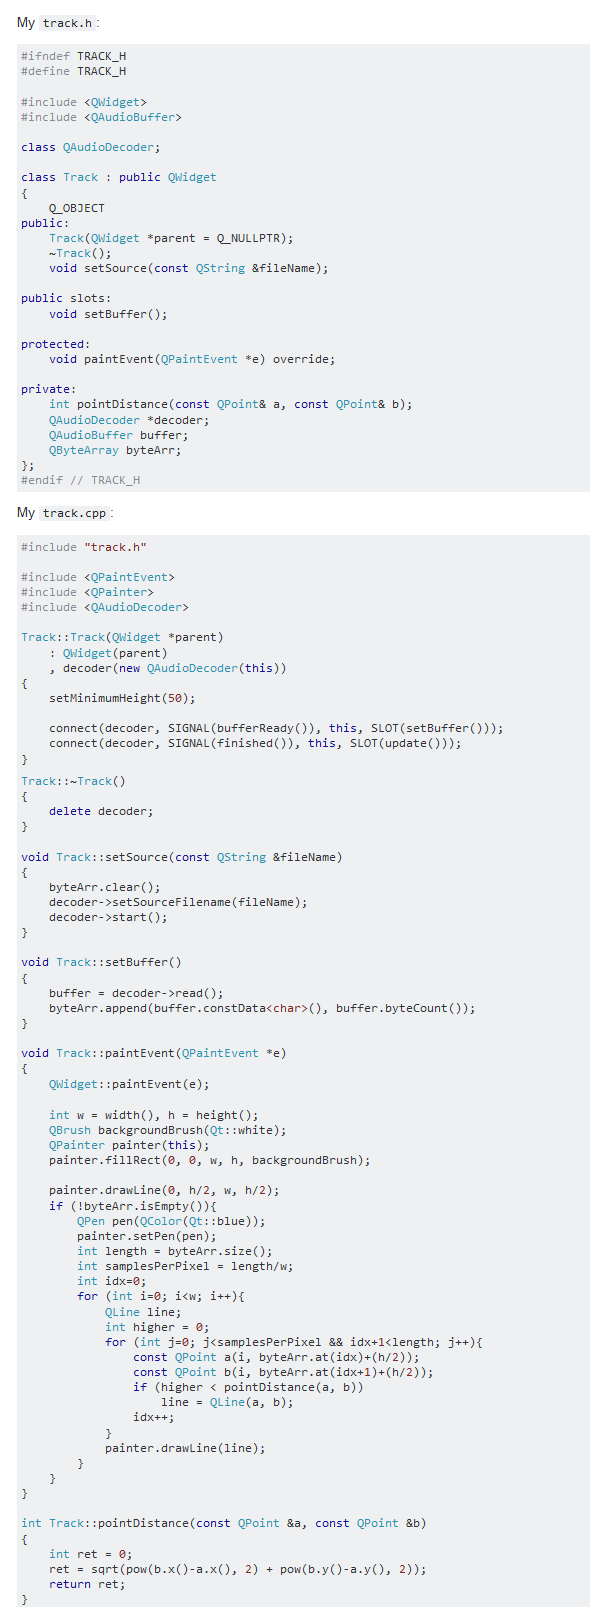 My track.h:
#ifndef TRACK_H
#define TRACK_H
#include <QWidget>
#include <QAudioBuffer>
class QAudioDecoder;
class Track : public QWidget
{
    Q_OBJECT
public:
    Track(QWidget *parent = Q_NULLPTR);
    ~Track();
    void setSource(const QString &fileName);
public slots:
    void setBuffer();
protected:
    void paintEvent(QPaintEvent *e) override;
private:
    int pointDistance(const QPoint& a, const QPoint& b);
    QAudioDecoder *decoder;
    QAudioBuffer buffer;
    QByteArray byteArr;
};
#endif // TRACK_H
My track.cpp:
#include "track.h"
#include <QPaintEvent>
#include <QPainter>
#include <QAudioDecoder>
Track::Track(QWidget *parent)
    : QWidget(parent)
    , decoder(new QAudioDecoder(this))
{
    setMinimumHeight(50);
    connect(decoder, SIGNAL(bufferReady()), this, SLOT(setBuffer()));
    connect(decoder, SIGNAL(finished()), this, SLOT(update()));
}
Track::~Track()
{
    delete decoder;
}
void Track::setSource(const QString &fileName)
{
    byteArr.clear();
    decoder->setSourceFilename(fileName);
    decoder->start();
}
void Track::setBuffer()
{
    buffer = decoder->read();
    byteArr.append(buffer.constData<char>(), buffer.byteCount());
}
void Track::paintEvent(QPaintEvent *e)
{
    QWidget::paintEvent(e);
    int w = width(), h = height();
    QBrush backgroundBrush(Qt::white);
    QPainter painter(this);
    painter.fillRect(0, 0, w, h, backgroundBrush);
    painter.drawLine(0, h/2, w, h/2);
    if (!byteArr.isEmpty()){
        QPen pen(QColor(Qt::blue));
        painter.setPen(pen);
        int length = byteArr.size();
        int samplesPerPixel = length/w;
        int idx=0;
        for (int i=0; i<w; i++){
            QLine line;
            int higher = 0;
            for (int j=0; j<samplesPerPixel && idx+1<length; j++){
                const QPoint a(i, byteArr.at(idx)+(h/2));
                const QPoint b(i, byteArr.at(idx+1)+(h/2));
                if (higher < pointDistance(a, b))
                    line = QLine(a, b);
                idx++;
            }
            painter.drawLine(line);
        }
    }
}
int Track::pointDistance(const QPoint &a, const QPoint &b)
{
    int ret = 0;
    ret = sqrt(pow(b.x()-a.x(), 2) + pow(b.y()-a.y(), 2));
    return ret;
}